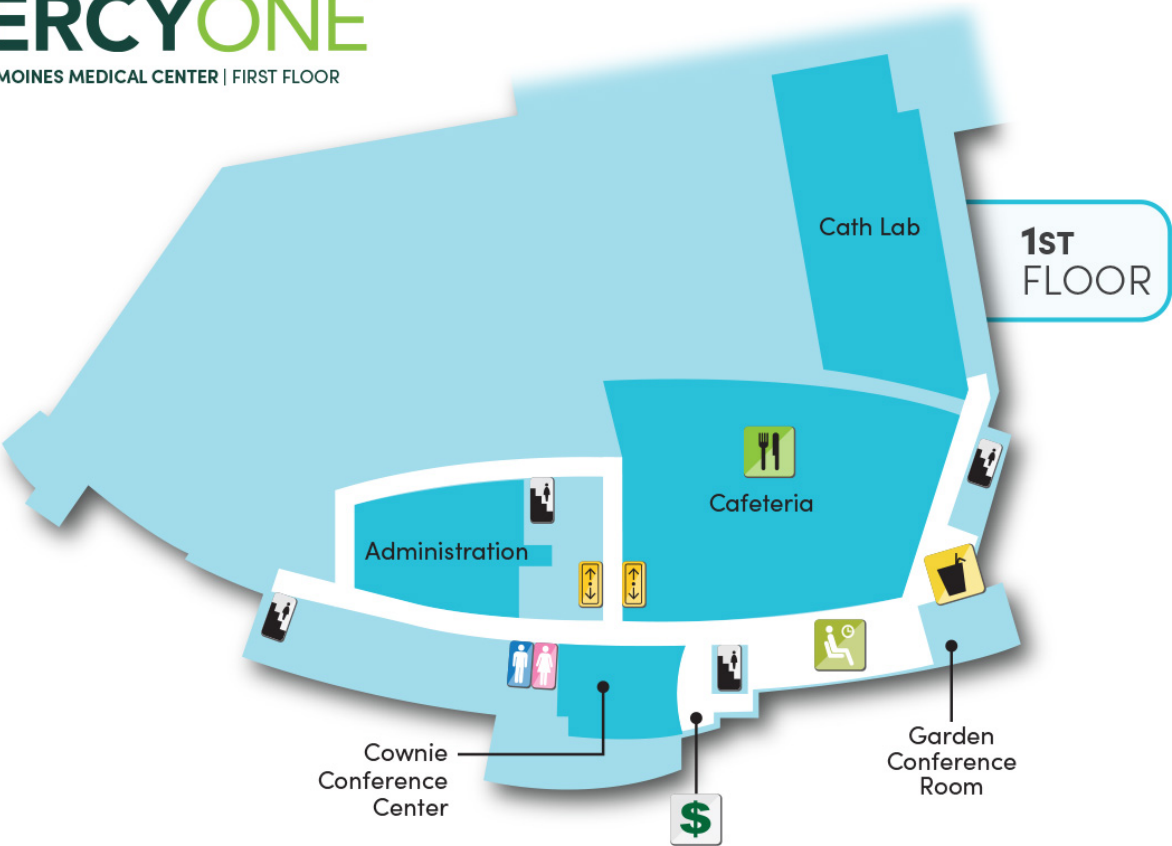 ERCYONE
MOINES MEDICAL CENTER | FIRST FLOOR
Cath Lab
1ST
FLOOR
Cafeteria
Administration
Cownie
Conference
Center
$
Garden
Conference
Room